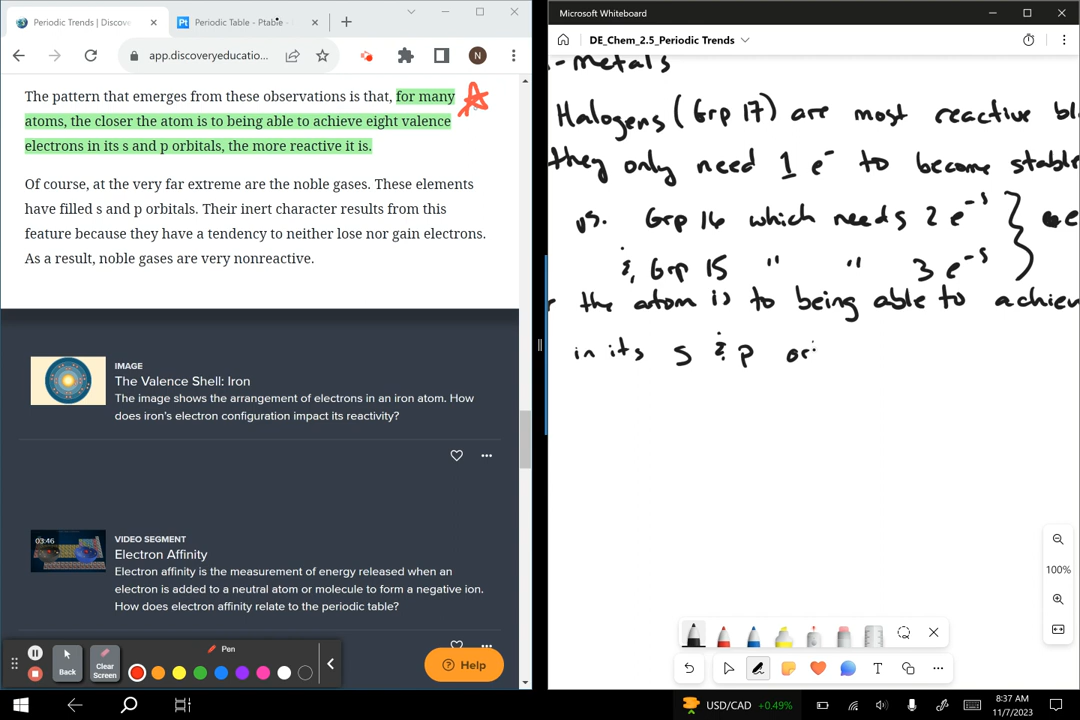 Periodic Trends | Discove
Periodic Table - Ptable -
app.discoveryeducatio...
N
The pattern that emerges from these observations is that, for many
atoms, the closer the atom is to being able to achieve eight valence
electrons in its s and p orbitals, the more reactive it is.
Of course, at the very far extreme are the noble gases. These elements
have filled s and p orbitals. Their inert character results from this
feature because they have a tendency to neither lose nor gain electrons.
As a result, noble gases are very nonreactive.
IMAGE
The Valence Shell: Iron
The image shows the arrangement of electrons in an iron atom. How
does iron's electron configuration impact its reactivity?
03:46
VIDEO SEGMENT
Electron Affinity
Electron affinity is the measurement of energy released when an
electron is added to a neutral atom or molecule to form a negative ion.
How does electron affinity relate to the periodic table?
Pen
Back
Clear
Screen
Help
Microsoft Whiteboard
DE_Chem_2.5_Periodic Trends
-Metals
Halogens (Grp 17) are most reactive b
they only need 1 e⁻ to become stable
vs. Grp 16 which needs 2 e⁻s
& Grp 15 " " 3 e⁻s
the atom is to being able to achiev
in its s & p or
100%
USD/CAD +0.49%
8:37 AM
11/7/2023